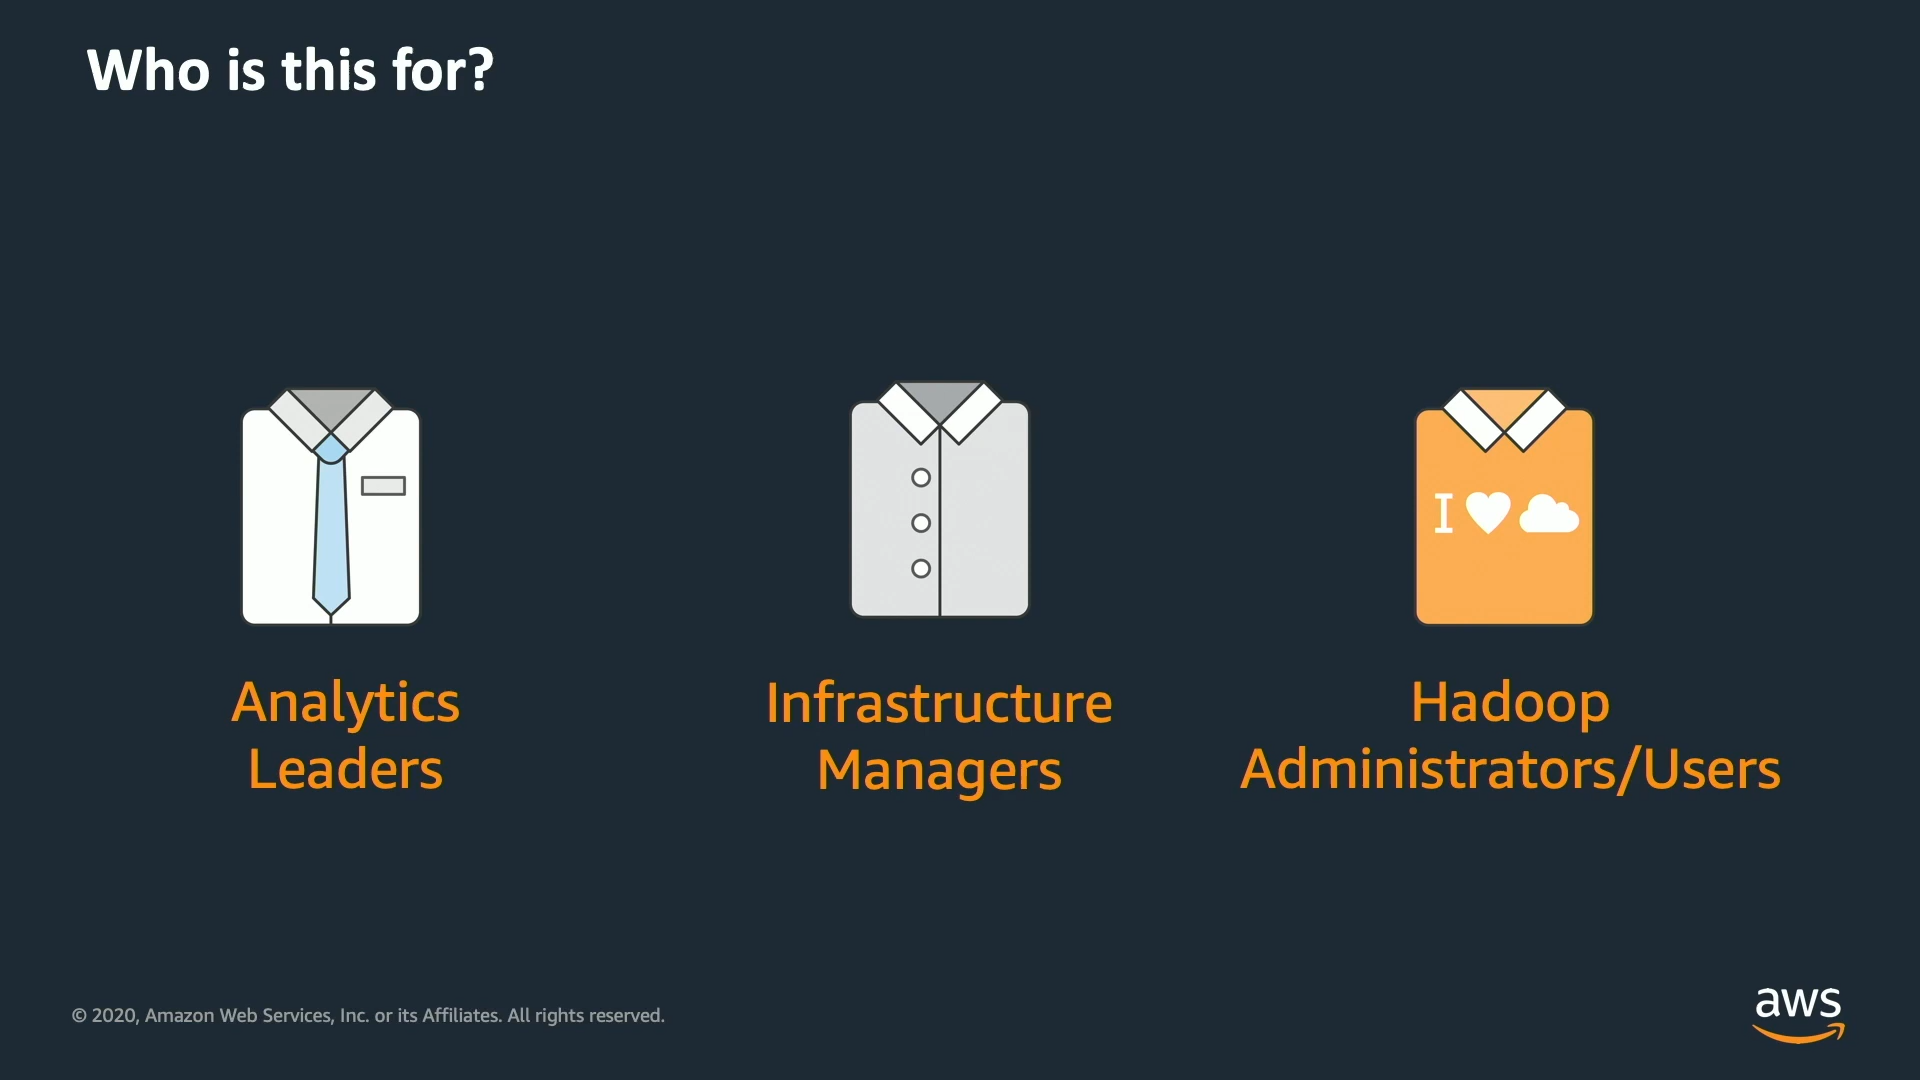 Who is this for?
I
Analytics
Leaders
Infrastructure
Managers
Hadoop
Administrators/Users
© 2020, Amazon Web Services, Inc. or its Affiliates. All rights reserved.
aws